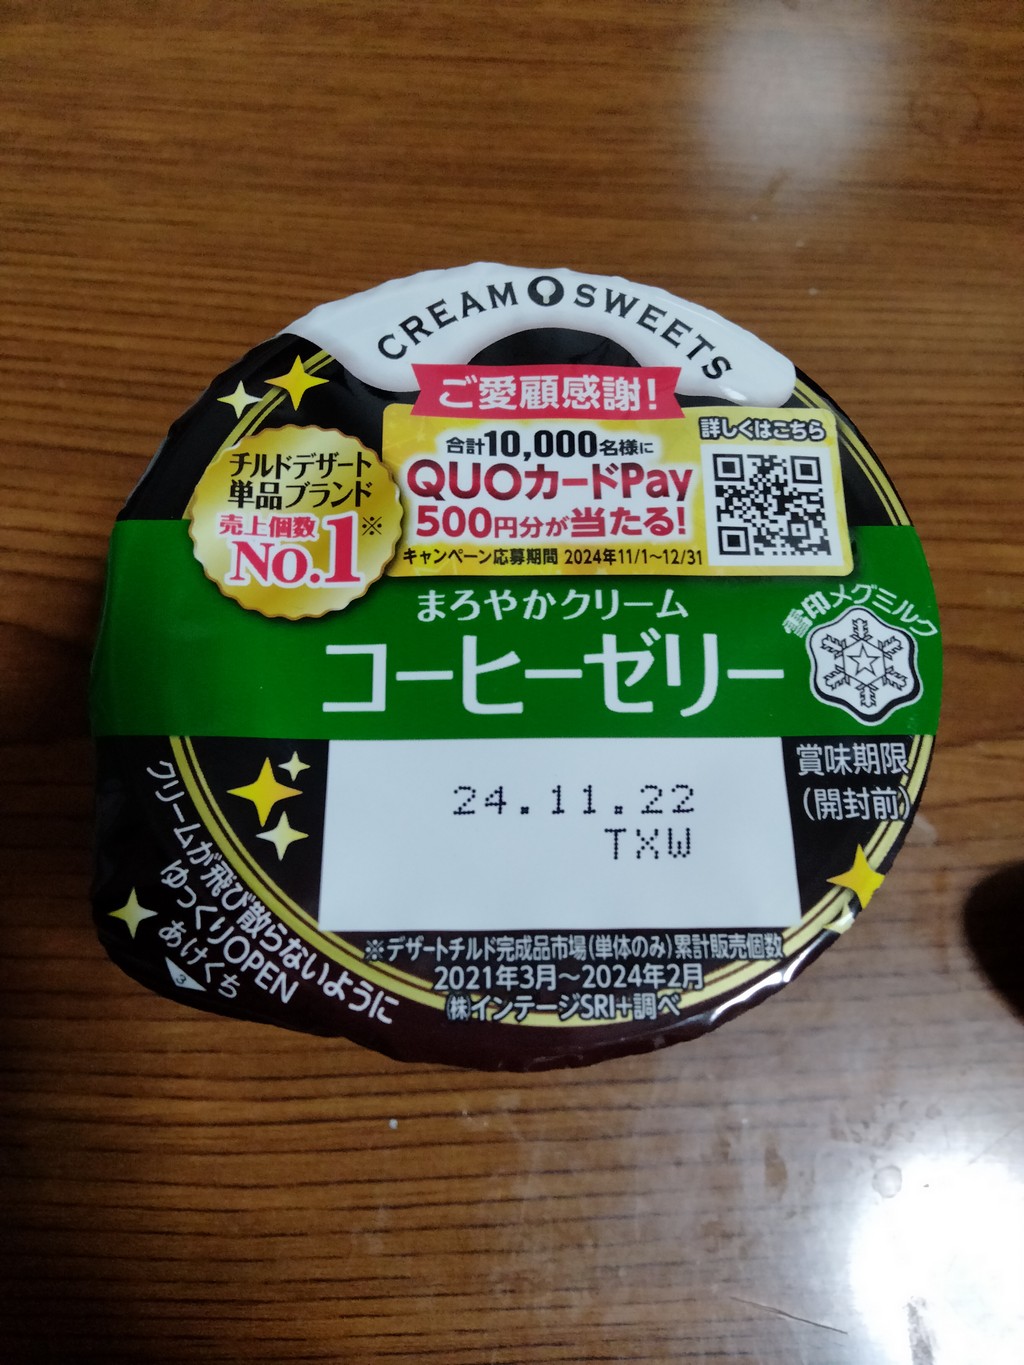 CREAM SWEETS
ご愛顧感謝!
合計10,000名様に
QUOカードPay
500円分が当たる!
キャンペーン応募期間 2024年11/1〜12/31
詳しくはこちら
チルドデザート
単品ブランド
売上個数※
No.1
まろやかクリーム
コーヒーゼリー
雪印メグミルク
賞味期限
(開封前)
24.11.22
TXW
※デザートチルド完成品市場(単体のみ)累計販売個数
2021年3月〜2024年2月
㈱インテージSRI+調べ
クリームが飛び散らないように
ゆっくりOPEN
あけくち